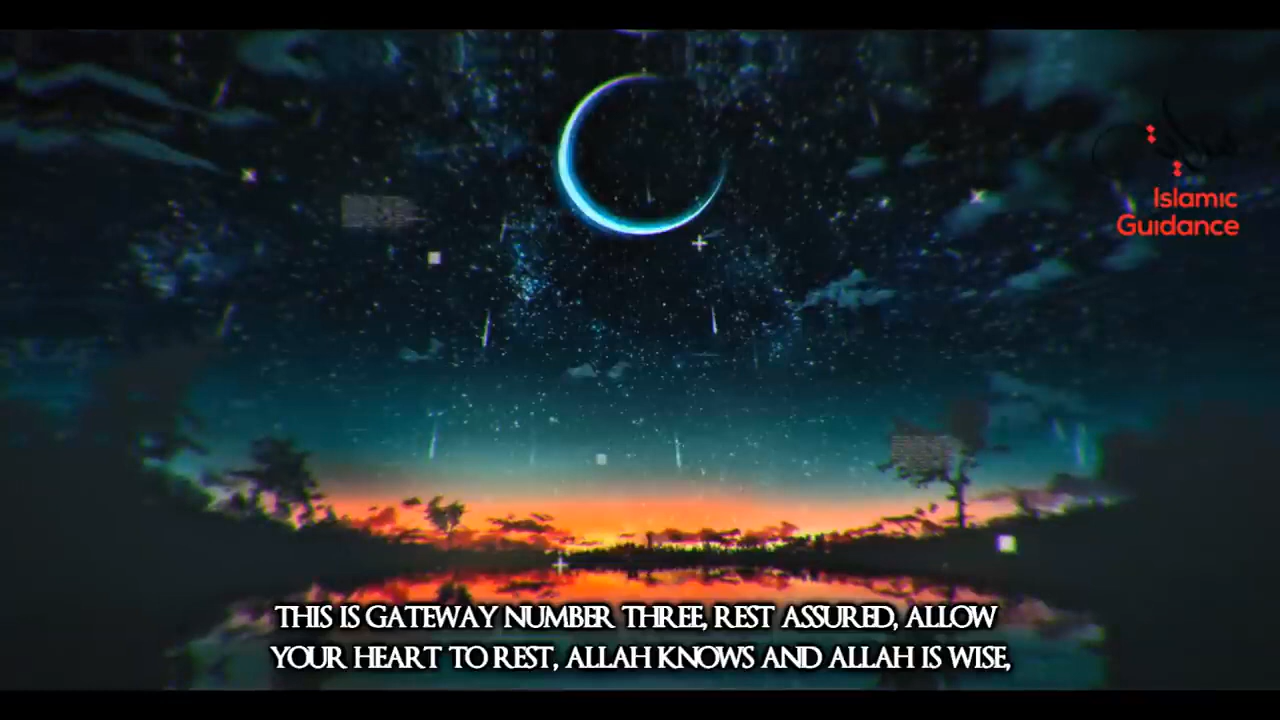 Islamic
Guidance
THIS IS GATEWAY NUMBER THREE, REST ASSURED, ALLOW
YOUR HEART TO REST, ALLAH KNOWS AND ALLAH IS WISE,